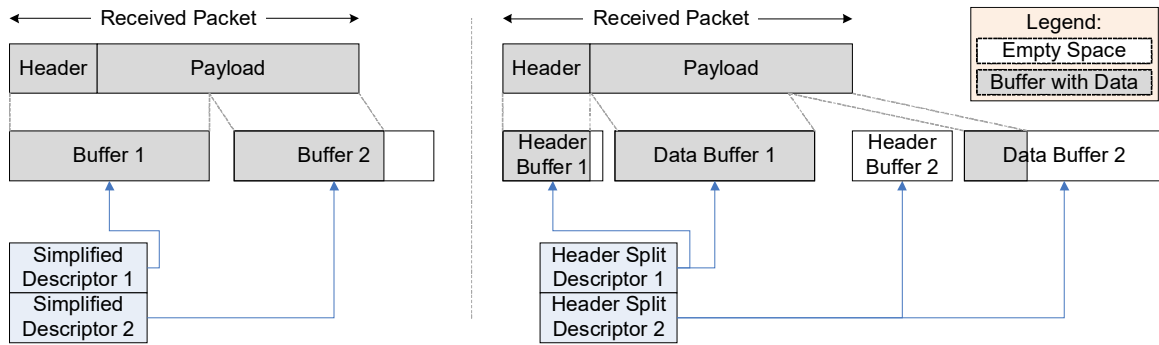 Received Packet
Header
Payload
Buffer 1
Buffer 2
Simplified
Descriptor 1
Simplified
Descriptor 2
Received Packet
Header
Payload
Header
Buffer 1
Data Buffer 1
Header
Buffer 2
Data Buffer 2
Header Split
Descriptor 1
Header Split
Descriptor 2
Legend:
Empty Space
Buffer with Data